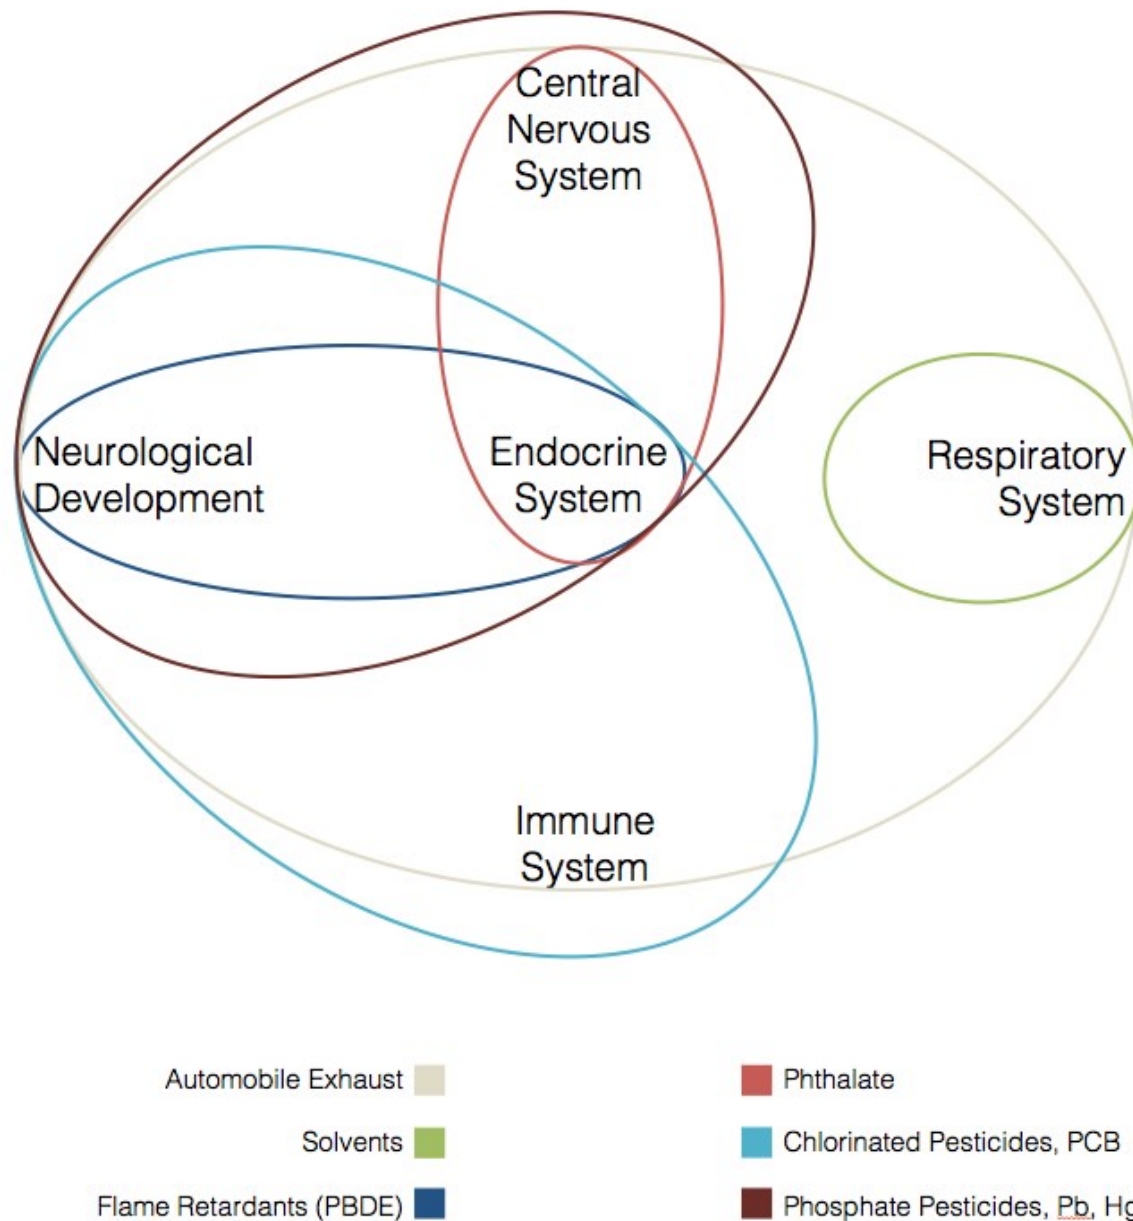 Central
Nervous
System
Neurological
Development
Endocrine
System
Respiratory
System
Immune
System
Automobile Exhaust
Solvents
Flame Retardants (PBDE)
Phthalate
Chlorinated Pesticides, PCB
Phosphate Pesticides, Pb, Hg